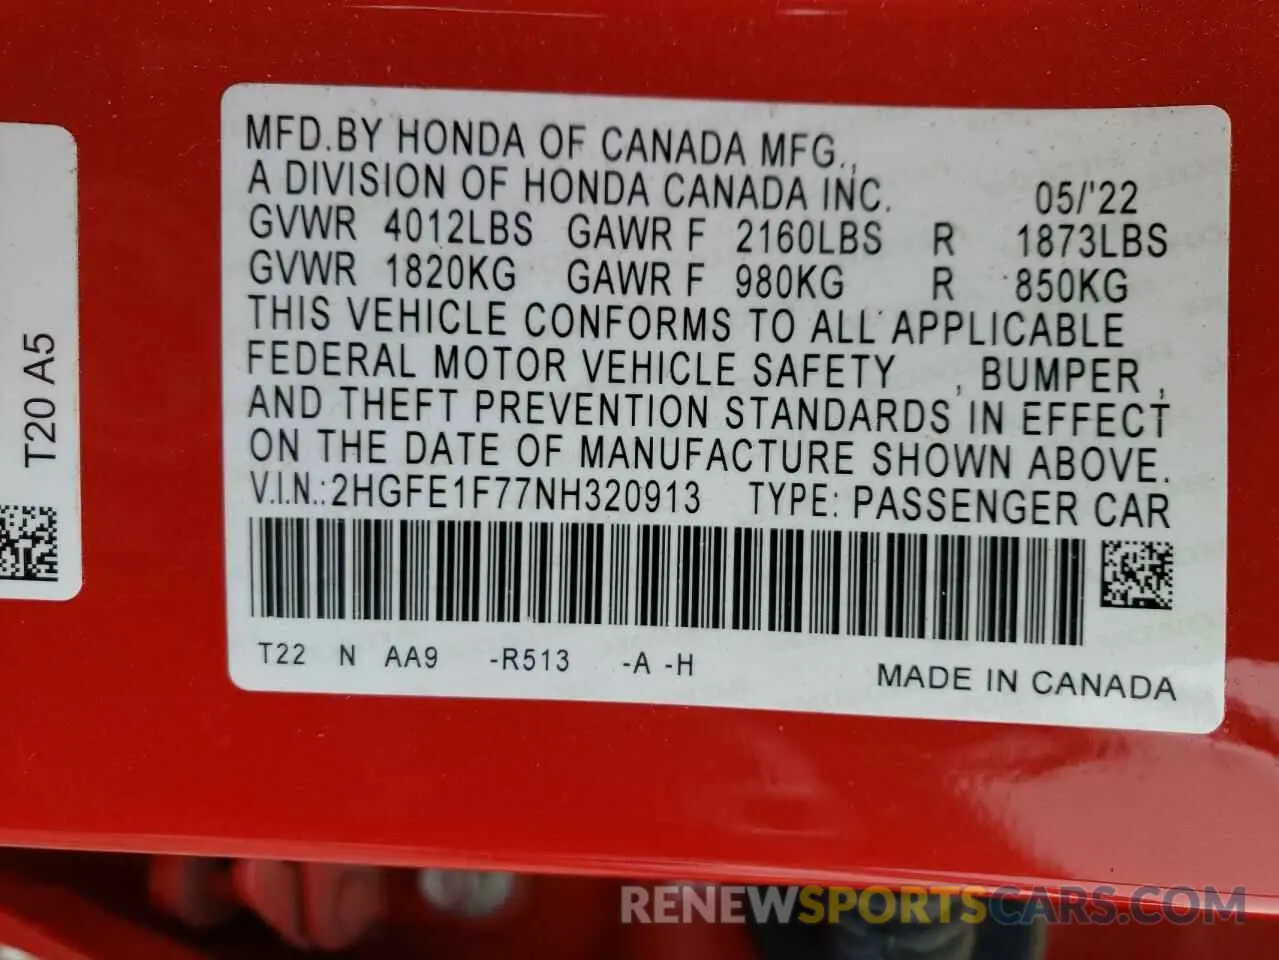 MFD.BY HONDA OF CANADA MFG.,
A DIVISION OF HONDA CANADA INC. 05/'22
GVWR 4012LBS GAWR F 2160LBS R 1873LBS
GVWR 1820KG GAWR F 980KG R 850KG
THIS VEHICLE CONFORMS TO ALL APPLICABLE
FEDERAL MOTOR VEHICLE SAFETY , BUMPER ,
AND THEFT PREVENTION STANDARDS IN EFFECT
ON THE DATE OF MANUFACTURE SHOWN ABOVE.
V.I.N.:2HGFE1F77NH320913 TYPE: PASSENGER CAR
T22 N AA9 -R513 -A -H
MADE IN CANADA
T20 A5
RENEWSPORTSCARS.COM